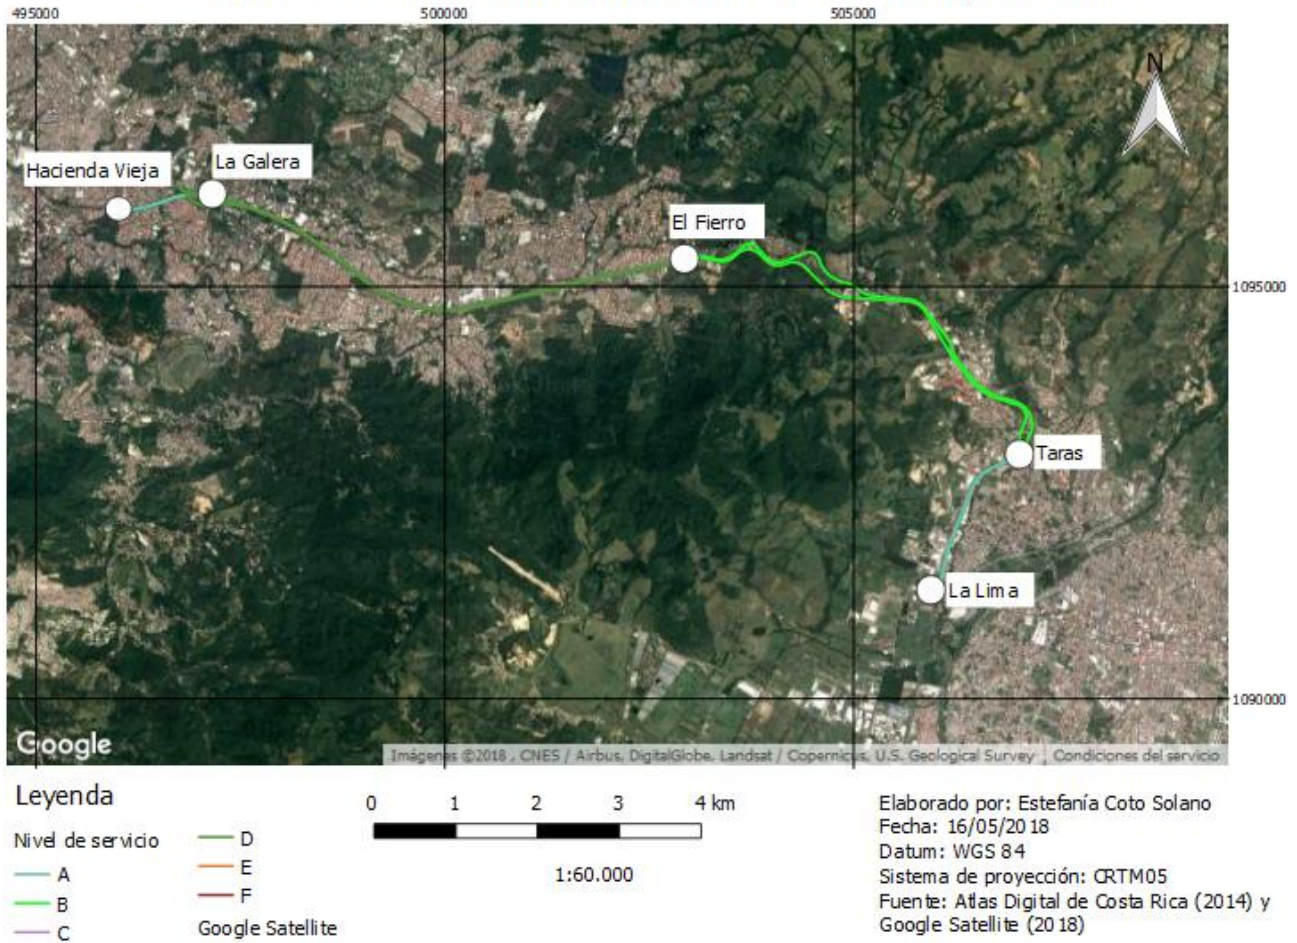 495000
500000
505000
N
Hacienda Vieja
La Galera
El Fierro
1095000
Taras
La Lima
1090000
Google
Imágenes ©2018 , CNES / Airbus, DigitalGlobe, Landsat / Copernicus, U.S. Geological Survey
Condiciones del servicio
Leyenda
Nivel de servicio
A
B
C
D
E
F
Google Satellite
0 1 2 3 4 km
1:60.000
Elaborado por: Estefanía Coto Solano
Fecha: 16/05/2018
Datum: WGS 84
Sistema de proyección: CRTM05
Fuente: Atlas Digital de Costa Rica (2014) y
Google Satellite (2018)